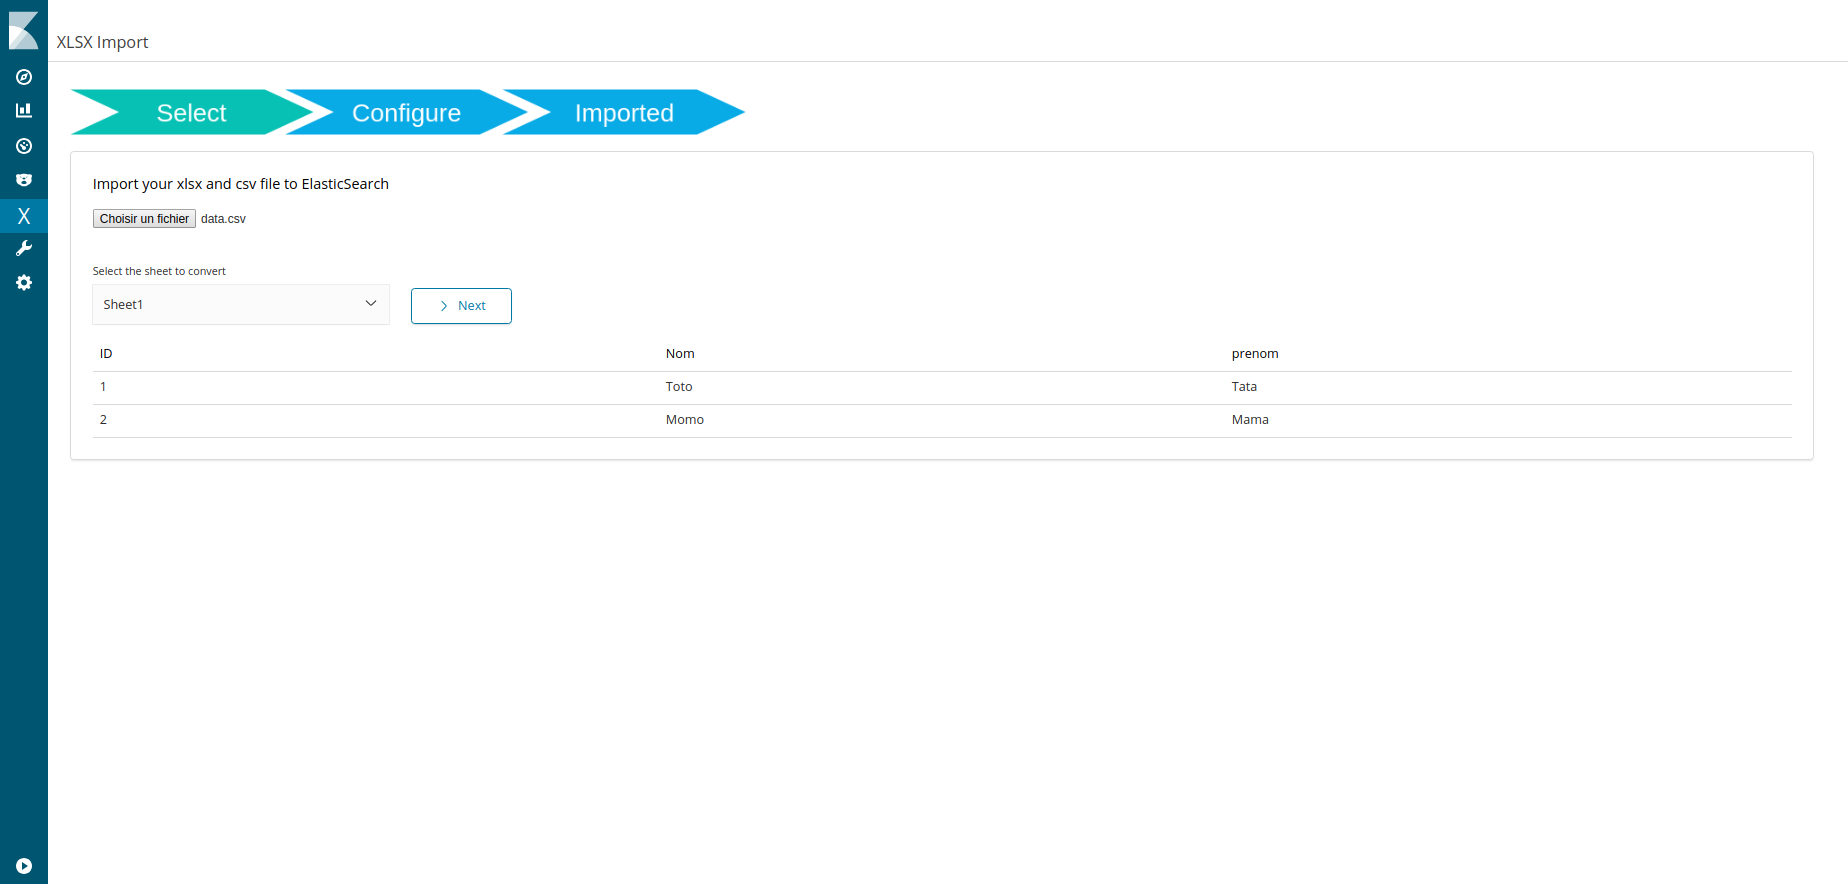 XLSX Import
Select Configure Imported
Import your xlsx and csv file to ElasticSearch
Choisir un fichier data.csv
Select the sheet to convert
Sheet1 Next
ID Nom prenom
1 Toto Tata
2 Momo Mama
X